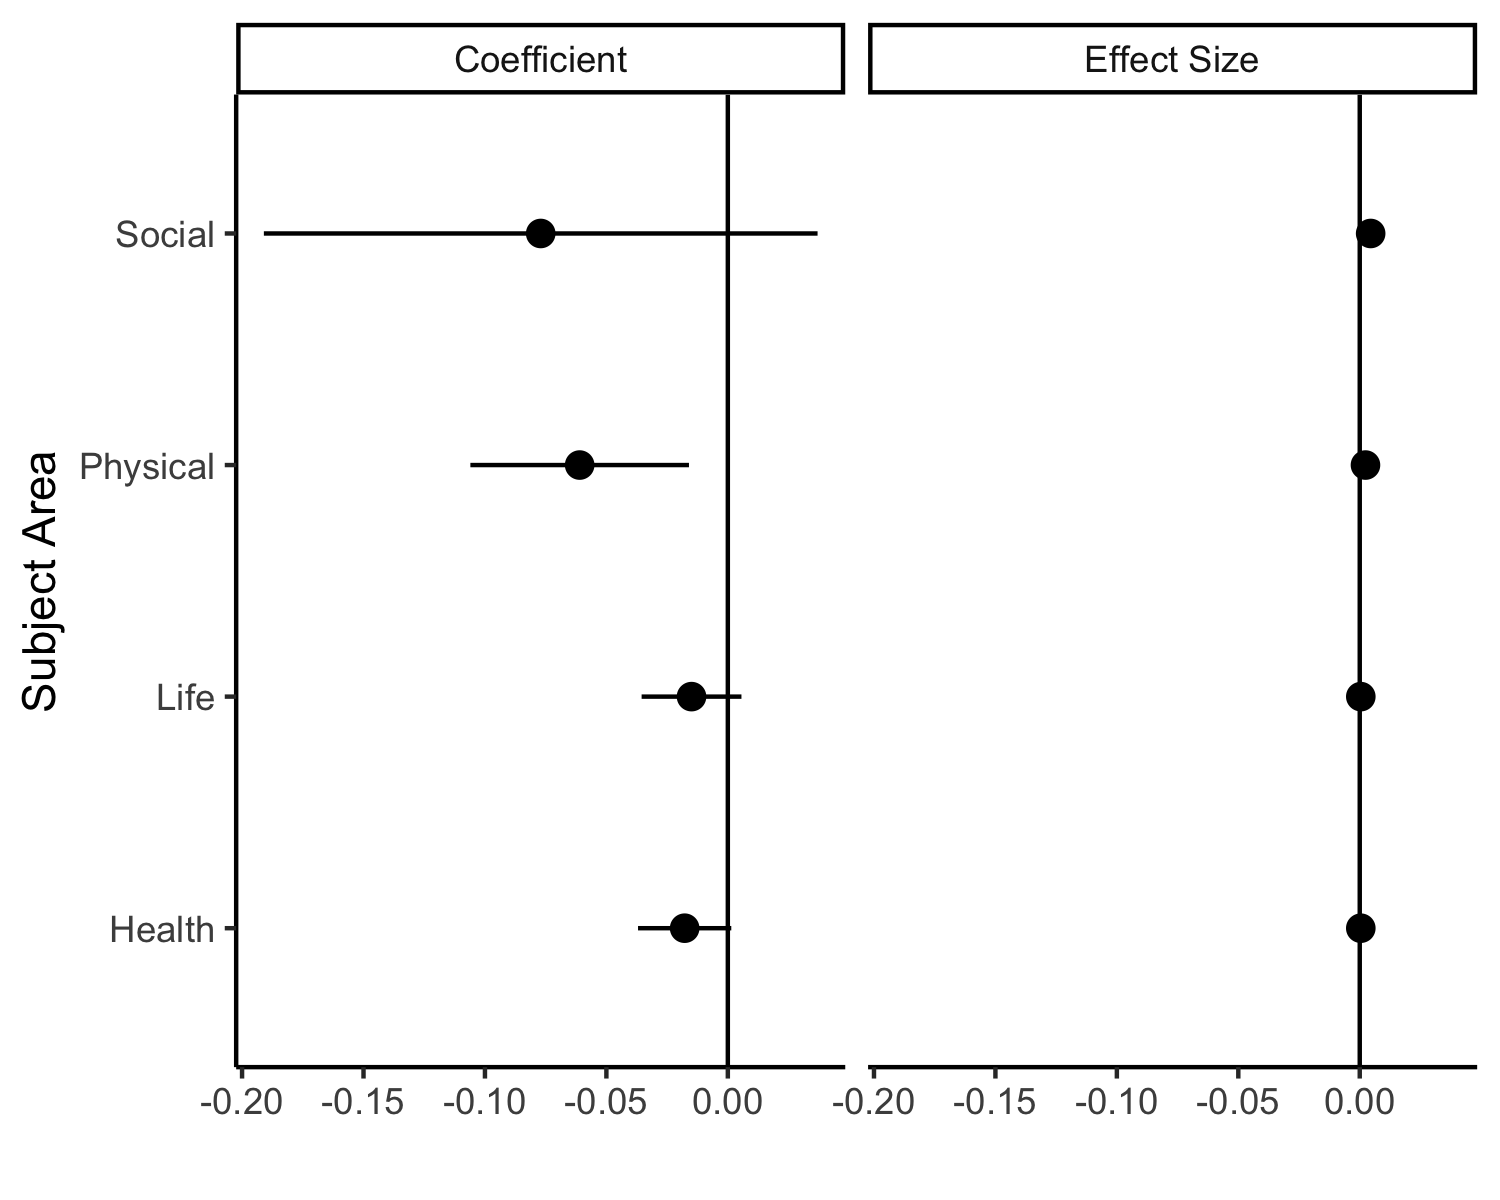 Coefficient
Effect Size
Subject Area
Social
Physical
Life
Health
-0.20 -0.15 -0.10 -0.05 0.00
-0.20 -0.15 -0.10 -0.05 0.00